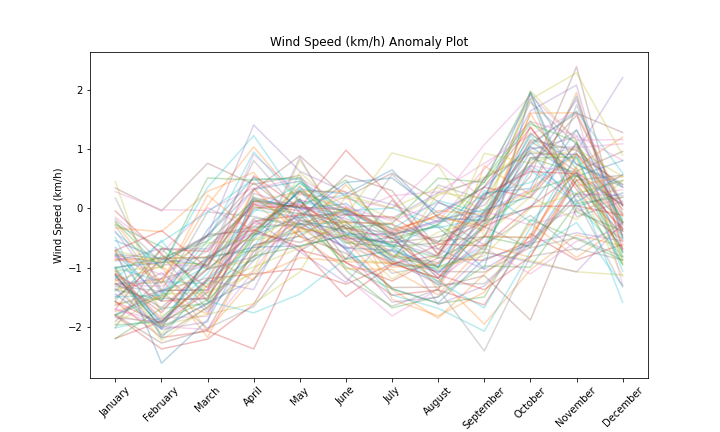 Wind Speed (km/h) Anomaly Plot
Wind Speed (km/h)
2
1
0
−1
−2
January
February
March
April
May
June
July
August
September
October
November
December